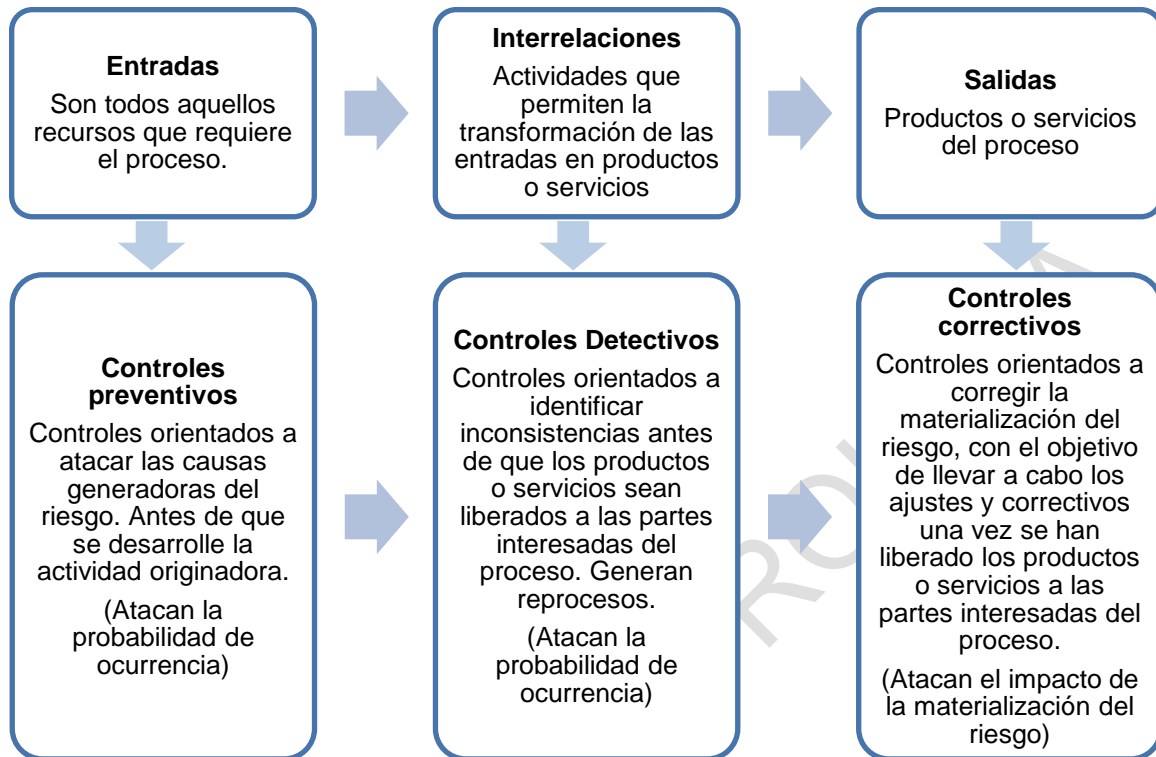 Entradas
Son todos aquellos
recursos que requiere
el proceso.
Interrelaciones
Actividades que
permiten la
transformación de las
entradas en productos
o servicios
Salidas
Productos o servicios
del proceso
Controles
preventivos
Controles orientados a
atacar las causas
generadoras del
riesgo. Antes de que
se desarrolle la
actividad originadora.
(Atacan la
probabilidad de
ocurrencia)
Controles Detectivos
Controles orientados a
identificar
inconsistencias antes
de que los productos
o servicios sean
liberados a las partes
interesadas del
proceso. Generan
reprocesos.
(Atacan la
probabilidad de
ocurrencia)
Controles
correctivos
Controles orientados a
corregir la
materialización del
riesgo, con el objetivo
de llevar a cabo los
ajustes y correctivos
una vez se han
liberado los productos
o servicios a las
partes interesadas del
proceso.
(Atacan el impacto de
la materialización del
riesgo)